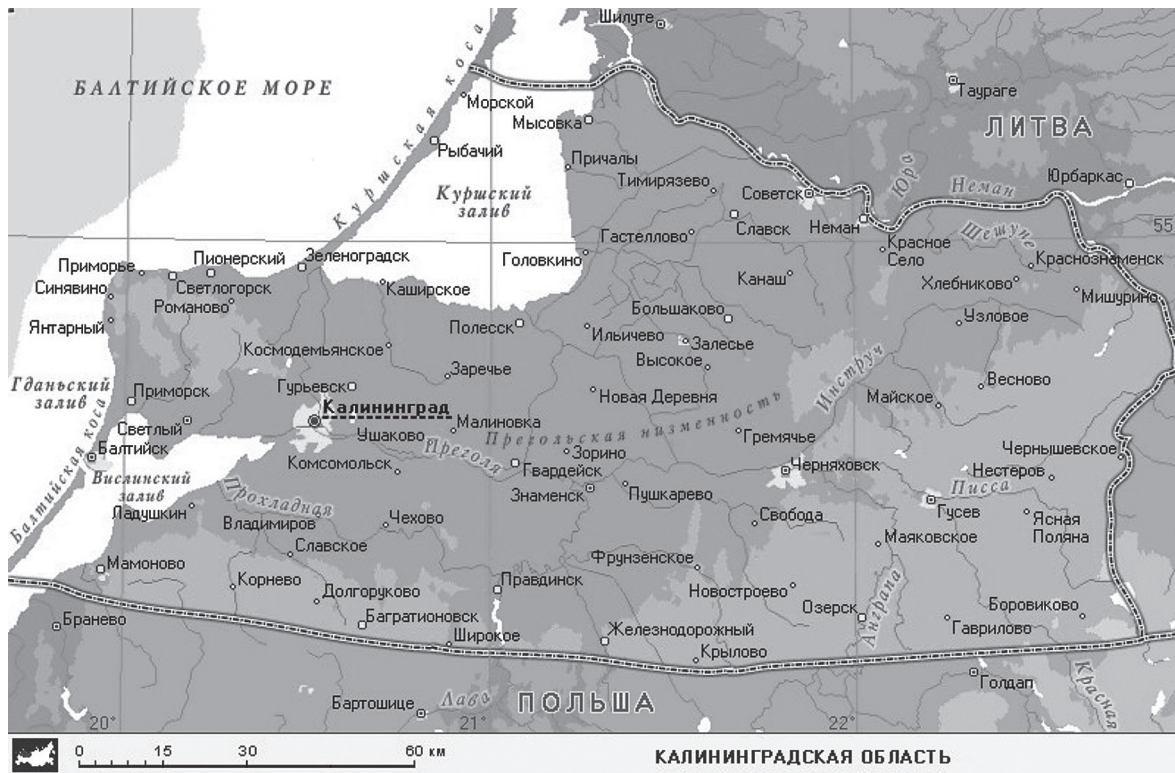 Шилуте
Куршская коса
БАЛТИЙСКОЕ МОРЕ
Таураге
Морской
Мысовка
ЛИТВА
Рыбачий
Причалы
Юра
Юрбаркас
Тимирязево
Советск
Неман
Куршский
залив
Славск
Неман
55
Гастеллово
Шешупе
Красное
Село
Пионерский
Зеленоградск
Головкино
Приморье
Краснознаменск
Канаш
Хлебниково
Синявино
Светлогорск
Каширское
Мишурино
Романово
Большаково
Узловое
Янтарный
Полесск
Ильичево
Залесье
Космодемьянское
Высокое
Инструч
Заречье
Весново
Гданьский
залив
Приморск
Гурьевск
Новая Деревня
Майское
Калининград
Прегольская низменность
Светлый
Малиновка
Ушаково
Гремячье
Балтийск
Преголя
Зорино
Чернышевское
Балтийская коса
Комсомольск
Гвардейск
Черняховск
Нестеров
Вислинский
залив
Знаменск
Пушкарево
Писса
Прохладная
Ладушкин
Гусев
Владимиров
Чехово
Свобода
Ясная
Поляна
Славское
Маяковское
Мамоново
Фрунзенское
Корнево
Долгоруково
Правдинск
Новостроево
Анграпа
Озерск
Боровиково
Багратионовск
Бранево
Гаврилово
Широкое
Железнодорожный
Крылово
Голдап
Красная
Бартошице
Лава
ПОЛЬША
20°
21°
22°
30 15 30 60 км
КАЛИНИНГРАДСКАЯ ОБЛАСТЬ